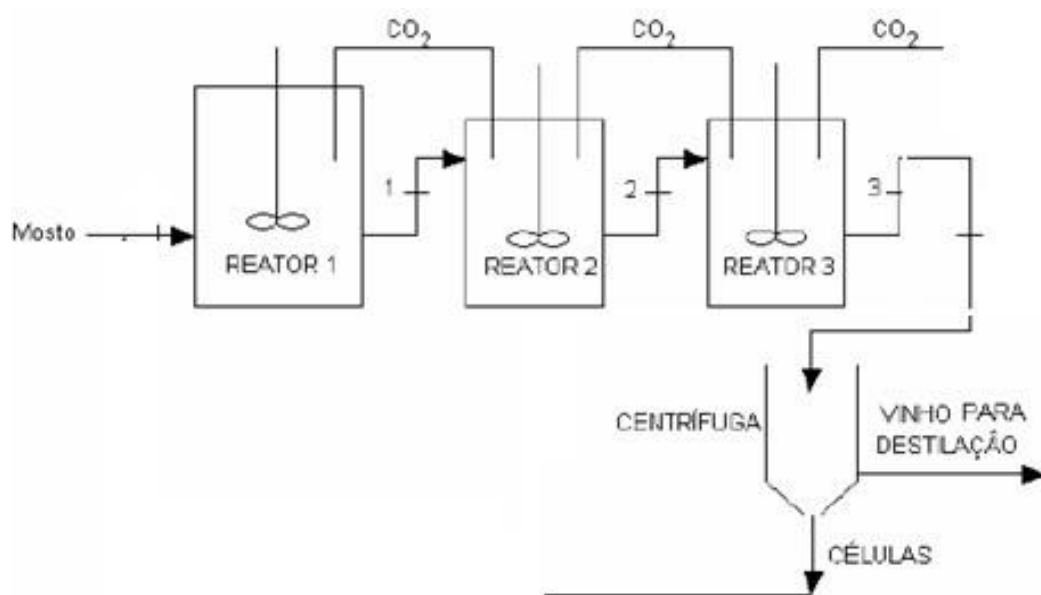 CO2
CO2
CO2
1
2
3
Mosto
REATOR 1
REATOR 2
REATOR 3
CENTRÍFUGA
VINHO PARA
DESTILAÇÃO
CÉLULAS